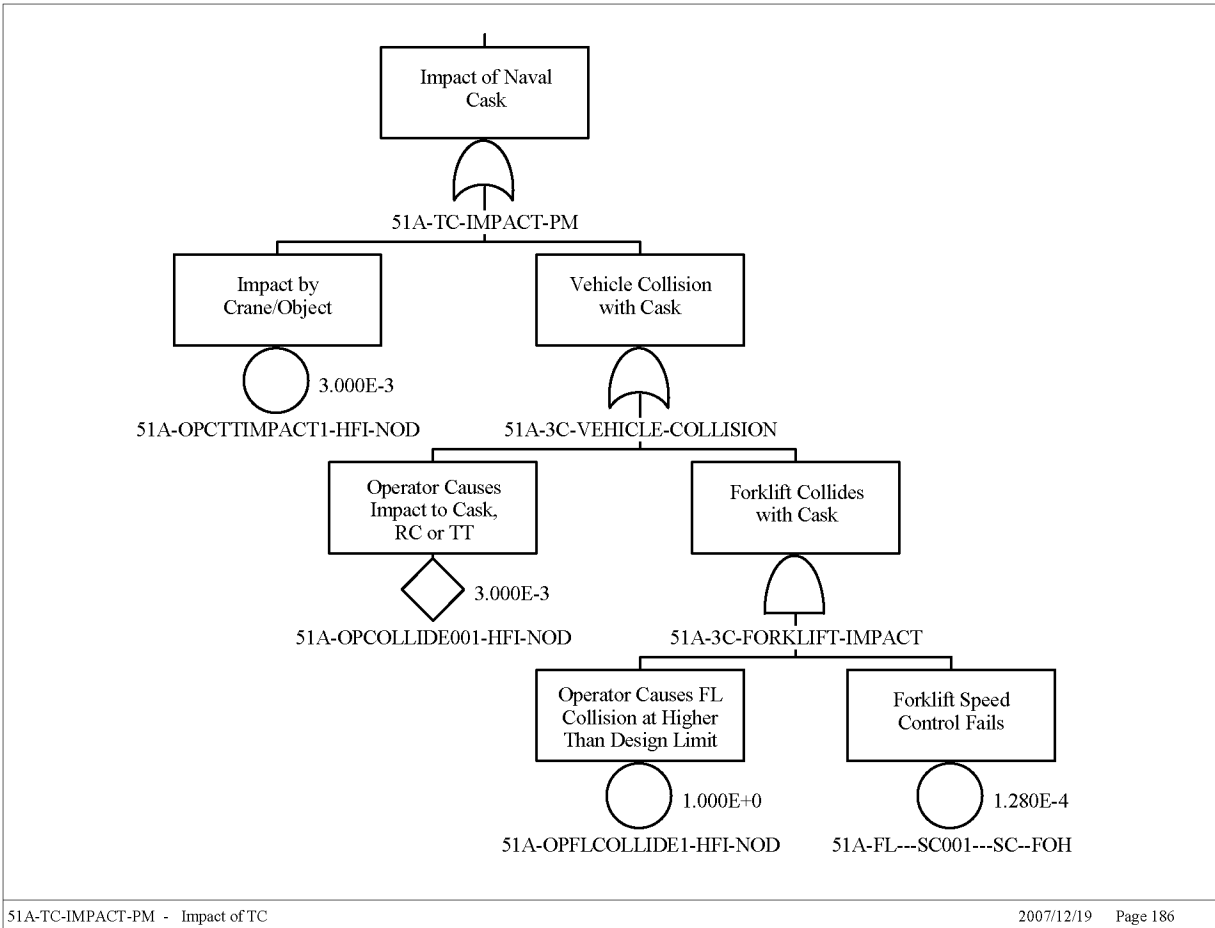 Impact of Naval
Cask
51A-TC-IMPACT-PM
Impact by
Crane/Object
3.000E-3
51A-OPCTTIMPACT1-HFI-NOD
Vehicle Collision
with Cask
51A-3C-VEHICLE-COLLISION
Operator Causes
Impact to Cask,
RC or TT
3.000E-3
51A-OPCOLLIDE001-HFI-NOD
Forklift Collides
with Cask
51A-3C-FORKLIFT-IMPACT
Operator Causes FL
Collision at Higher
Than Design Limit
1.000E+0
51A-OPFLCOLLIDE1-HFI-NOD
Forklift Speed
Control Fails
1.280E-4
51A-FL---SC001---SC--FOH
51A-TC-IMPACT-PM - Impact of TC
2007/12/19 Page 186